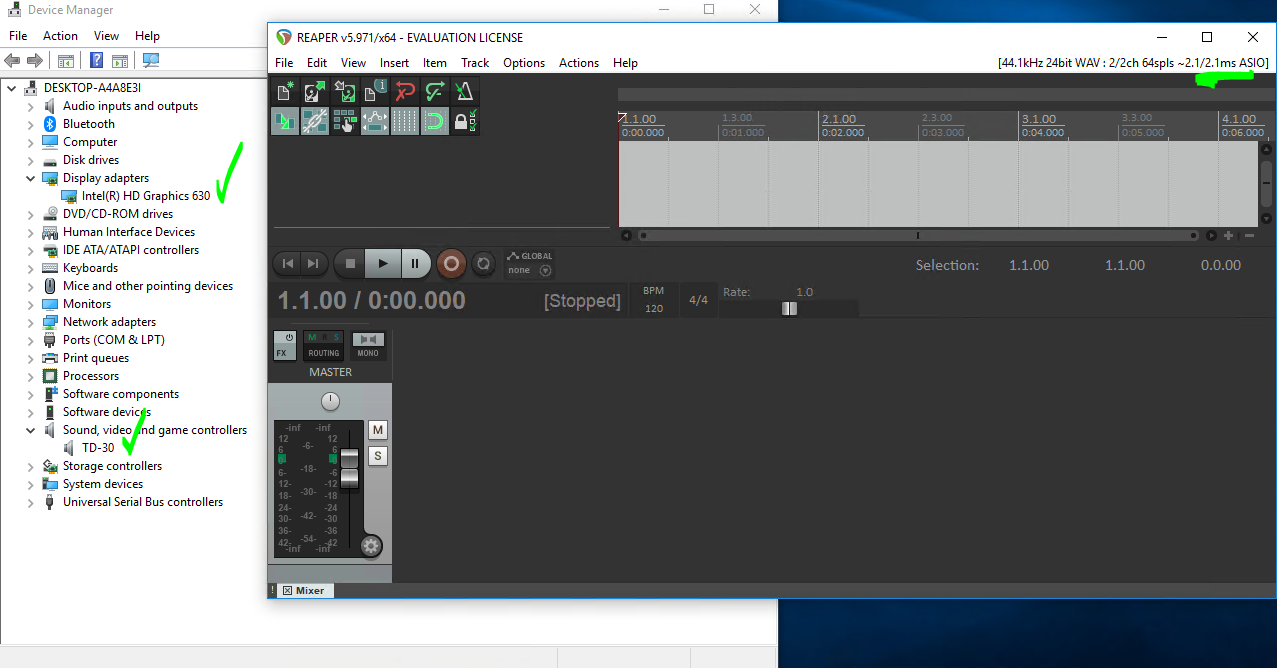 Device Manager
File Action View Help
DESKTOP-A4A8E3I
Audio inputs and outputs
Bluetooth
Computer
Disk drives
Display adapters
Intel(R) HD Graphics 630
DVD/CD-ROM drives
Human Interface Devices
IDE ATA/ATAPI controllers
Keyboards
Mice and other pointing devices
Monitors
Network adapters
Ports (COM & LPT)
Print queues
Processors
Software components
Software devices
Sound, video and game controllers
TD-30
Storage controllers
System devices
Universal Serial Bus controllers
REAPER v5.971/x64 - EVALUATION LICENSE
File Edit View Insert Item Track Options Actions Help
[44.1kHz 24bit WAV : 2/2ch 64spls ~2.1/2.1ms ASIO]
1.1.00 1.3.00 2.1.00 2.3.00 3.1.00 3.3.00 4.1.00
0:00.000 0:01.000 0:02.000 0:03.000 0:04.000 0:05.000 0:06.000
GLOBAL
none
Selection: 1.1.00 1.1.00 0.0.00
1.1.00 / 0:00.000 [Stopped]
BPM
120
4/4
Rate: 1.0
FX
M R S
ROUTING
MONO
MASTER
-inf -inf
12 12
6 -6- 6
6- -6
12- -18- -12
18- -30- -18
24- -24
30- -42- -30
36- -36
42- -54- -42
-inf -inf
M
S
! Mixer